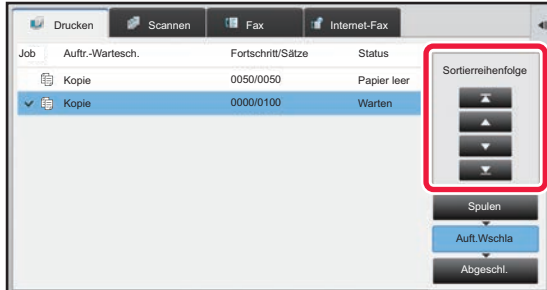 Drucken Scannen Fax Internet-Fax
Job Auftr.-Wartesch. Fortschritt/Sätze Status
Sortierreihenfolge
Kopie 0050/0050 Papier leer
Kopie 0000/0100 Warten
Spulen
Auft.Wschla
Abgeschl.